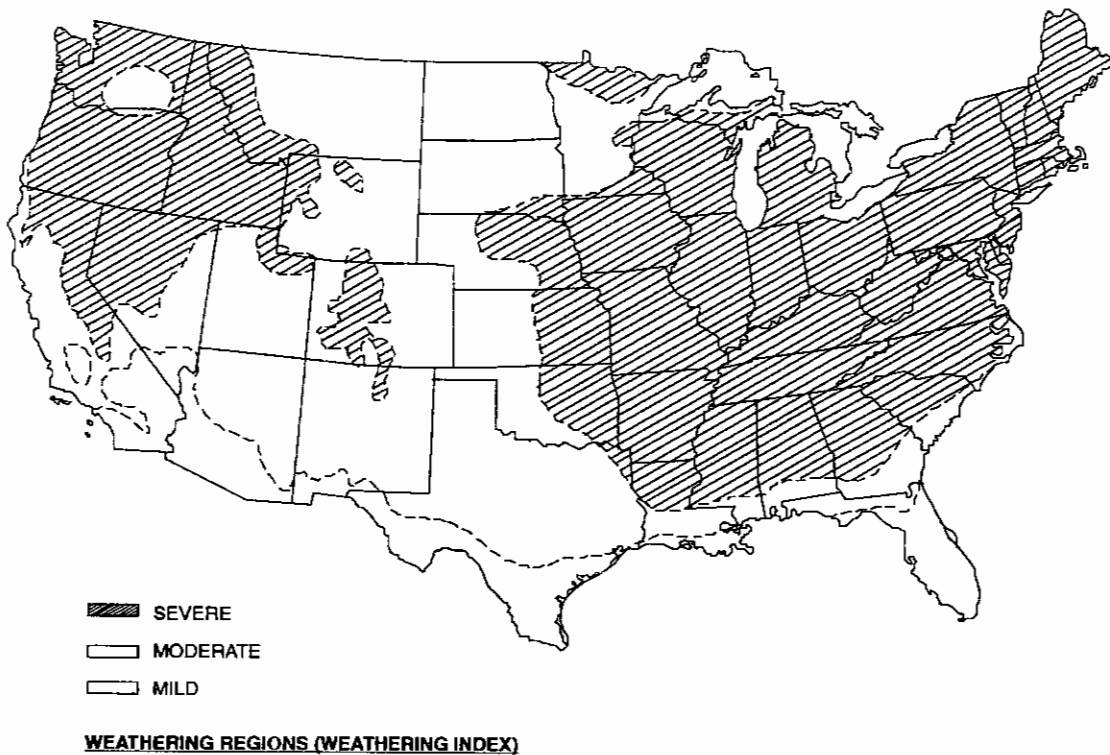 SEVERE
MODERATE
MILD
WEATHERING REGIONS (WEATHERING INDEX)